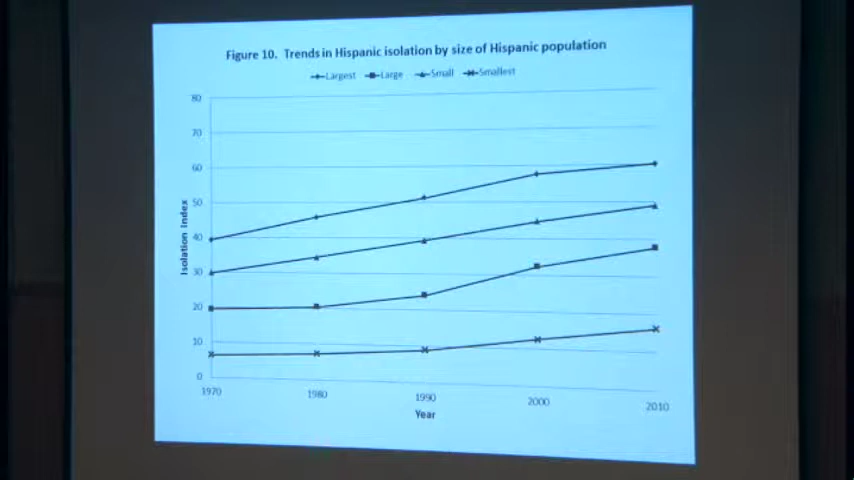 Figure 10. Trends in Hispanic isolation by size of Hispanic population
Largest Large Small Smallest
80
70
60
50
40
30
20
10
0
Isolation Index
1970 1980 1990 2000 2010
Year